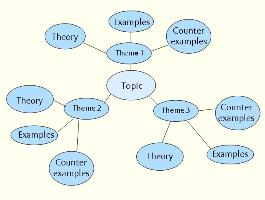 Examples
Theory
Counter
examples
Theme 1
Topic
Theory
Theme 2
Examples
Counter
examples
Theme 3
Counter
examples
Theory
Examples